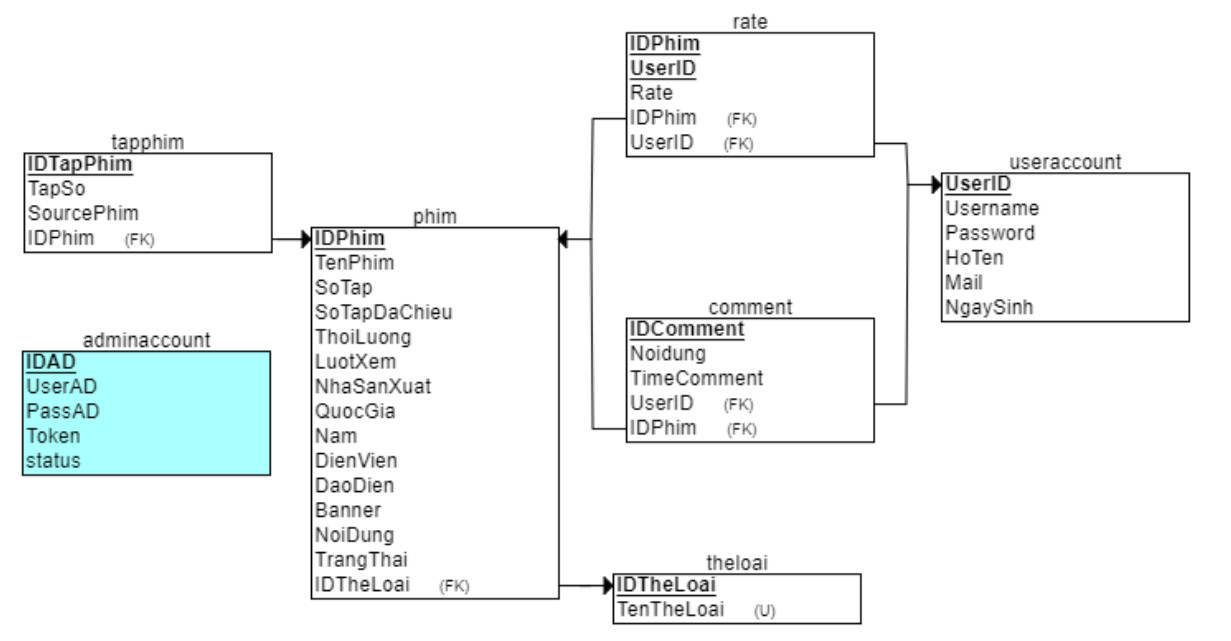 rate
IDPhim
UserID
Rate
IDPhim (FK)
UserID (FK)
tapphim
IDTapPhim
TapSo
SourcePhim
IDPhim (FK)
useraccount
UserID
Username
Password
HoTen
Mail
NgaySinh
phim
IDPhim
TenPhim
SoTap
SoTapDaChieu
ThoiLuong
LuotXem
NhaSanXuat
QuocGia
Nam
DienVien
DaoDien
Banner
NoiDung
TrangThai
IDTheLoai (FK)
comment
IDComment
Noidung
TimeComment
UserID (FK)
IDPhim (FK)
adminaccount
IDAD
UserAD
PassAD
Token
status
theloai
IDTheLoai
TenTheLoai (U)